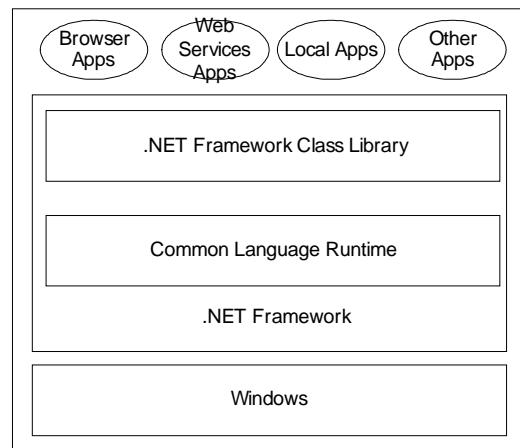 Browser
Apps
Web
Services
Apps
Local Apps
Other
Apps
.NET Framework Class Library
Common Language Runtime
.NET Framework
Windows